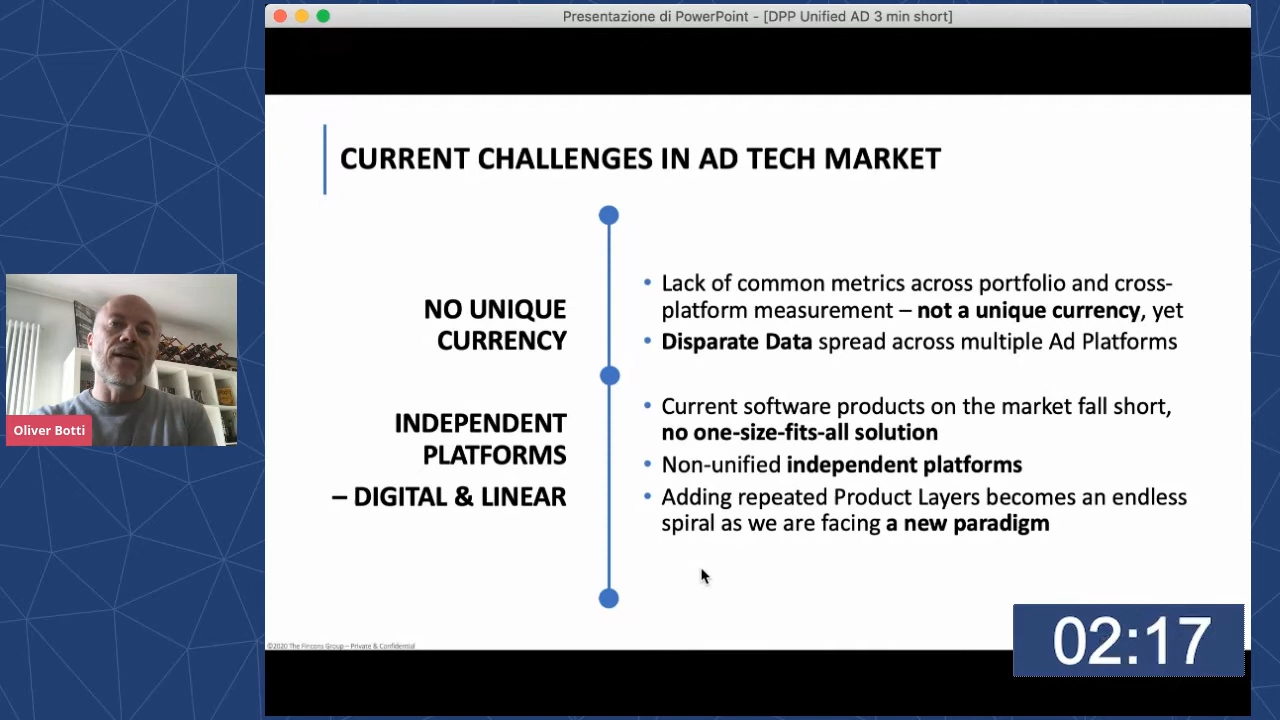 Presentazione di PowerPoint - [DPP Unified AD 3 min short]
CURRENT CHALLENGES IN AD TECH MARKET
NO UNIQUE
CURRENCY
• Lack of common metrics across portfolio and cross-
platform measurement – not a unique currency, yet
• Disparate Data spread across multiple Ad Platforms
INDEPENDENT
PLATFORMS
– DIGITAL & LINEAR
• Current software products on the market fall short,
no one-size-fits-all solution
• Non-unified independent platforms
• Adding repeated Product Layers becomes an endless
spiral as we are facing a new paradigm
Oliver Botti
©2020 The Fincons Group – Private & Confidential
02:17